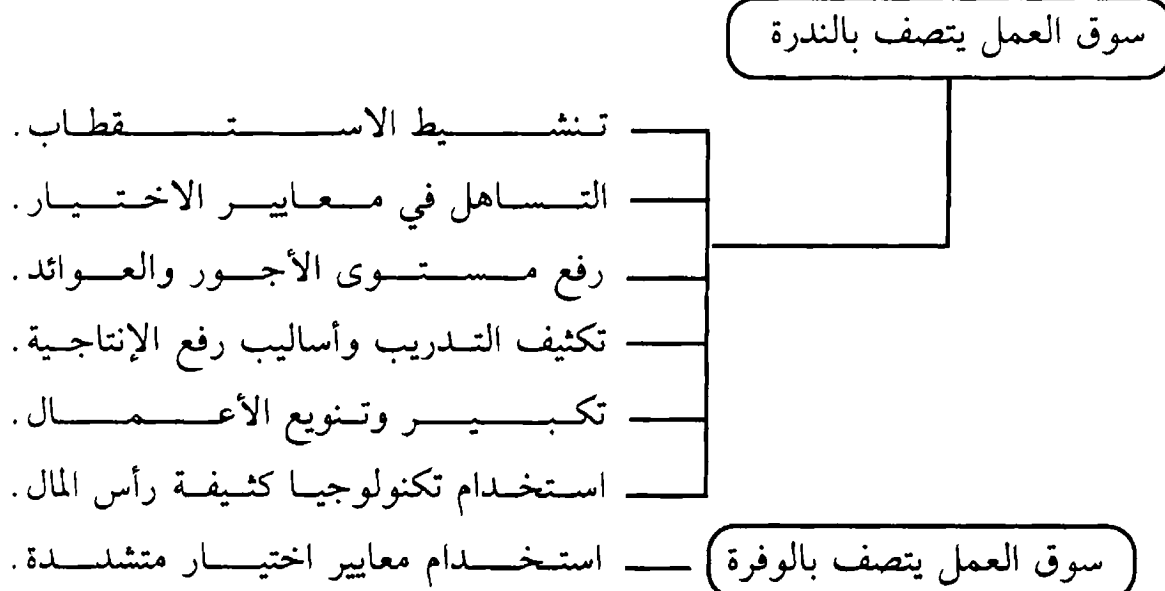 سوق العمل يتصف بالندرة
تنشيط الاستقطاب.
التساهل في معايير الاختيار.
رفع مستوى الأجور والعوائد.
تكثيف التدريب وأساليب رفع الإنتاجية.
تكبير وتنويع الأعمال.
استخدام تكنولوجيا كثيفة رأس المال.
سوق العمل يتصف بالوفرة استخدام معايير اختيار متشددة.